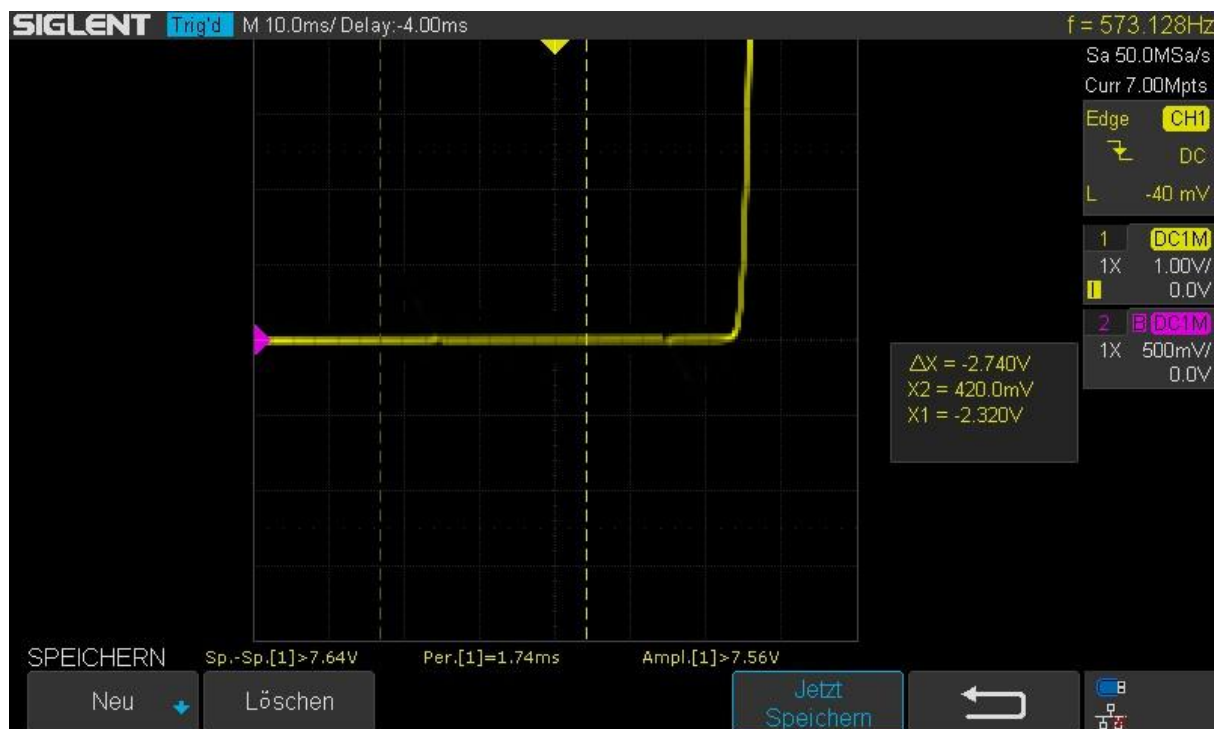 SIGLENT Trig'd M 10.0ms/ Delay:-4.00ms f = 573.128Hz
Sa 50.0MSa/s
Curr 7.00Mpts
Edge CH1
DC
L -40 mV
1 DC1M
1X 1.00V/
I 0.0V
2 B DC1M
1X 500mV/
0.0V
ΔX = -2.740V
X2 = 420.0mV
X1 = -2.320V
SPEICHERN Sp.-Sp.[1]>7.64V Per.[1]=1.74ms Ampl.[1]>7.56V
Neu Löschen Jetzt Speichern